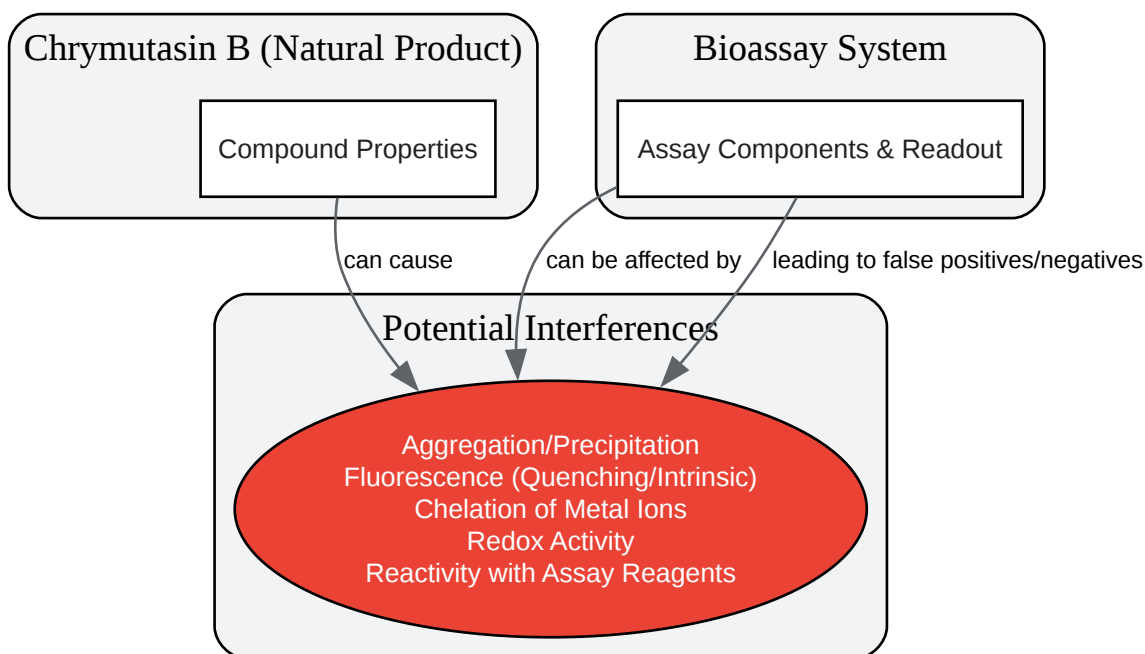 Chrymutasin B (Natural Product)
Bioassay System
Compound Properties
Assay Components & Readout
can cause
can be affected by
leading to false positives/negatives
Potential Interferences
Aggregation/Precipitation
Fluorescence (Quenching/Intrinsic)
Chelation of Metal Ions
Redox Activity
Reactivity with Assay Reagents